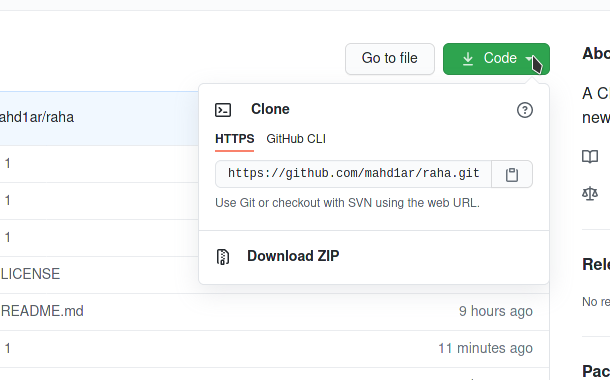 Go to file
Code
Clone
HTTPS GitHub CLI
https://github.com/mahd1ar/raha.git
Use Git or checkout with SVN using the web URL.
Download ZIP
ahd1ar/raha
1
1
1
LICENSE
README.md 9 hours ago
1 11 minutes ago
Abo
A C
new
Rele
No re
Pac